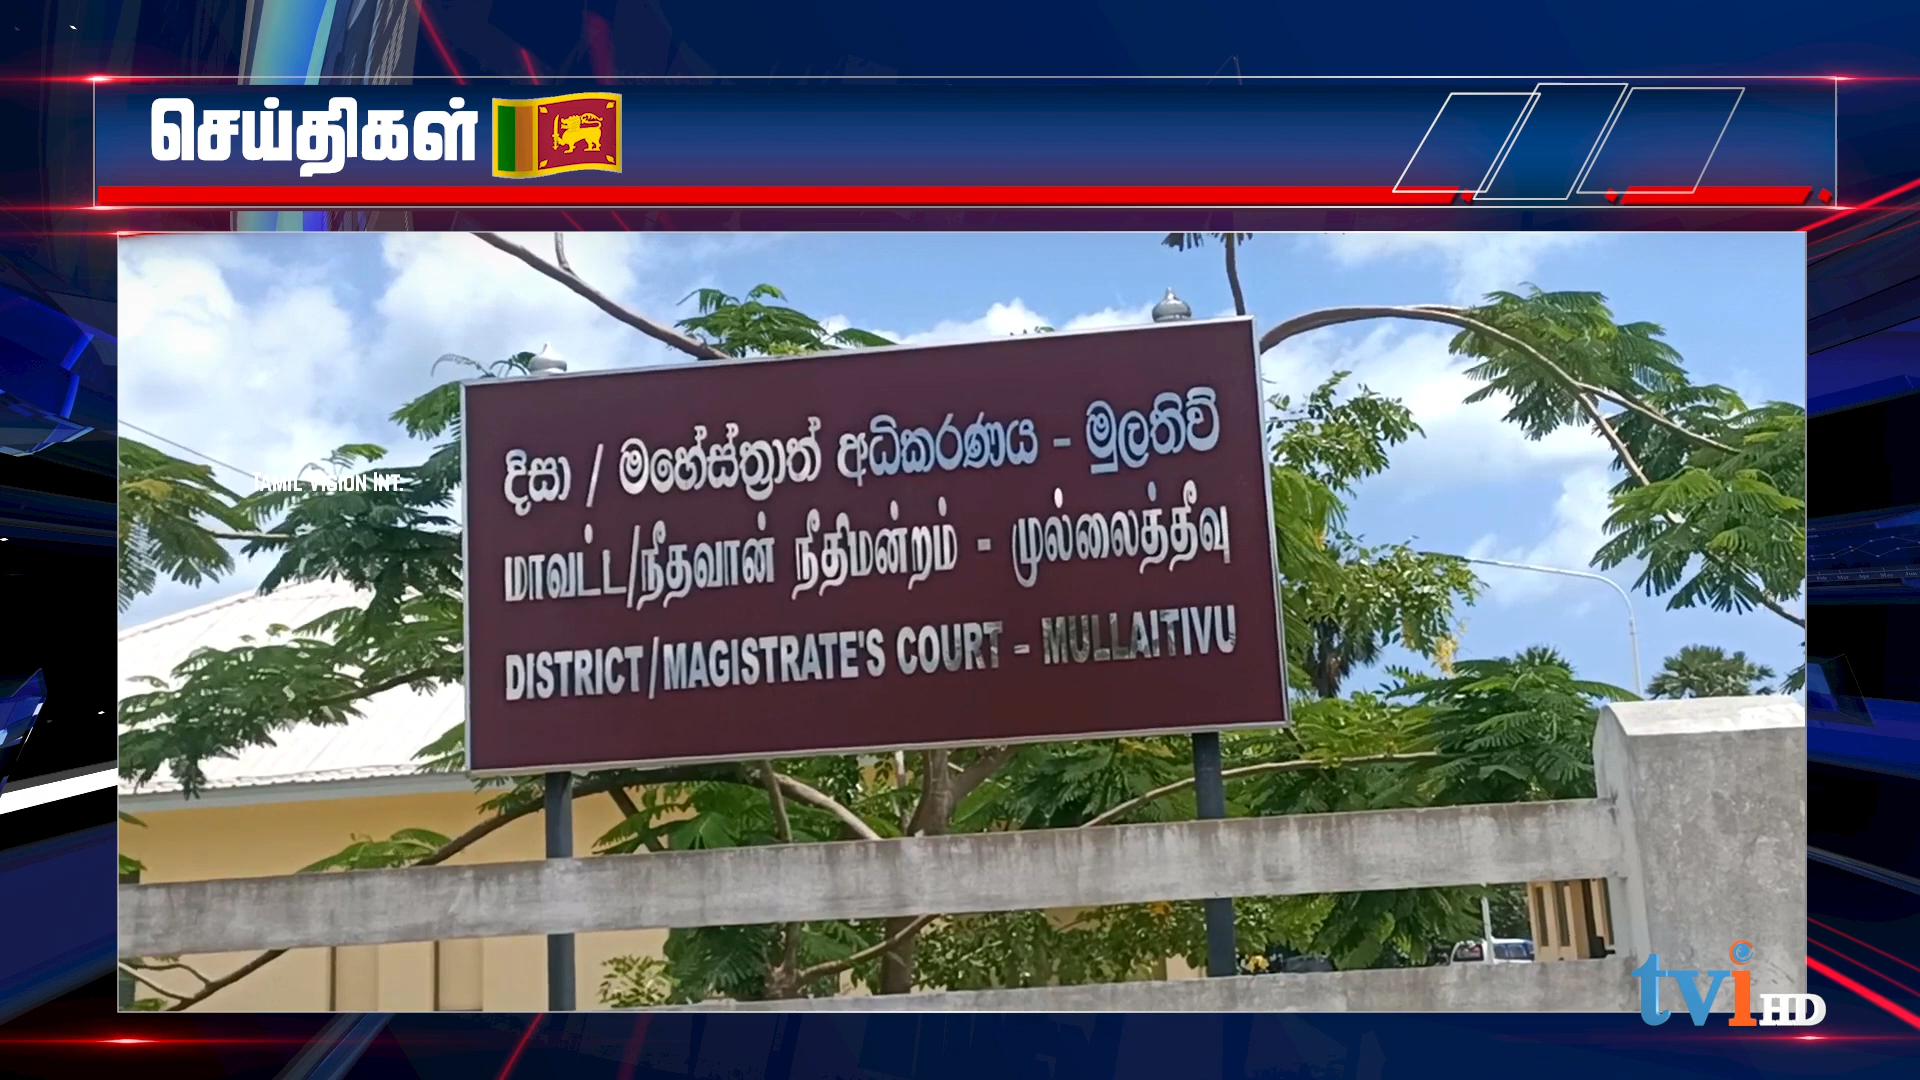 செய்திகள்
දිසා / මහේස්ත්‍රාත් අධිකරණය - මුලතිව්
TAMIL VISION INT.
மாவட்ட/நீதவான் நீதிமன்றம் - முல்லைத்தீவு
DISTRICT/MAGISTRATE'S COURT - MULLAITIVU
tvi HD